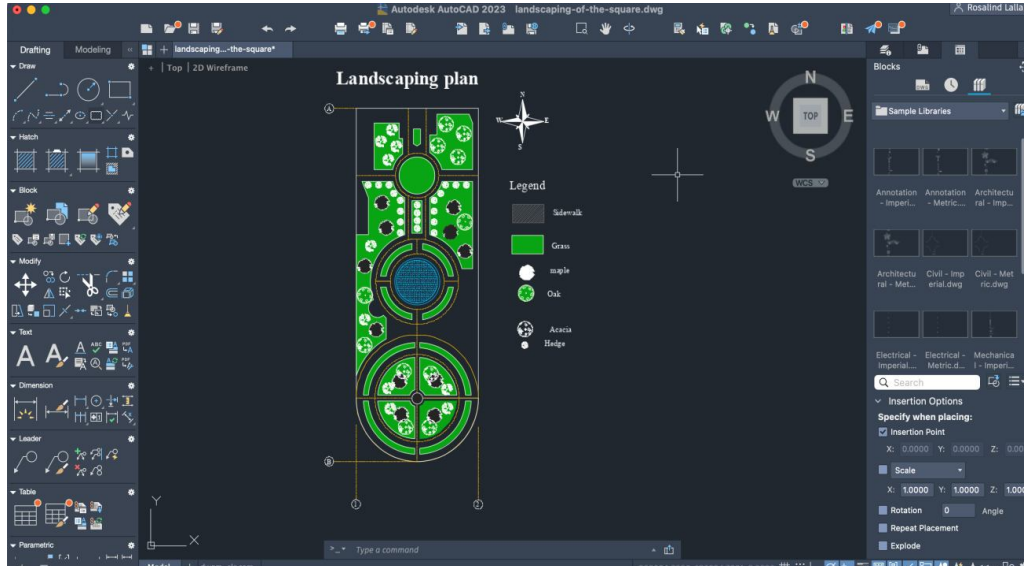 Autodesk AutoCAD 2023 landscaping-of-the-square.dwg
Rosalind Lalla
Drafting Modeling
landscaping...-the-square*
+ | Top | 2D Wireframe
Draw
Hatch
Block
Modify
Text
A A A ABC
Dimension
Leader
Table
Parametric
Landscaping plan
A
B
1 2
N
W E
S
Legend
Sidewalk
Grass
maple
Oak
Acacia
Hedge
Y
X
>_ Type a command
N
W TOP E
S
WCS
Blocks
Sample Libraries
Annotation - Imperi...
Annotation - Metric....
Architectu ral - Imp...
Architectu ral - Met...
Civil - Imp erial.dwg
Civil - Met ric.dwg
Electrical - Imperial....
Electrical - Metric.d...
Mechanica l - Imperi...
Search
Insertion Options
Specify when placing:
Insertion Point
X: 0.0000 Y: 0.0000 Z: 0.00
Scale
X: 1.0000 Y: 1.0000 Z: 1.000
Rotation 0 Angle
Repeat Placement
Explode
Model